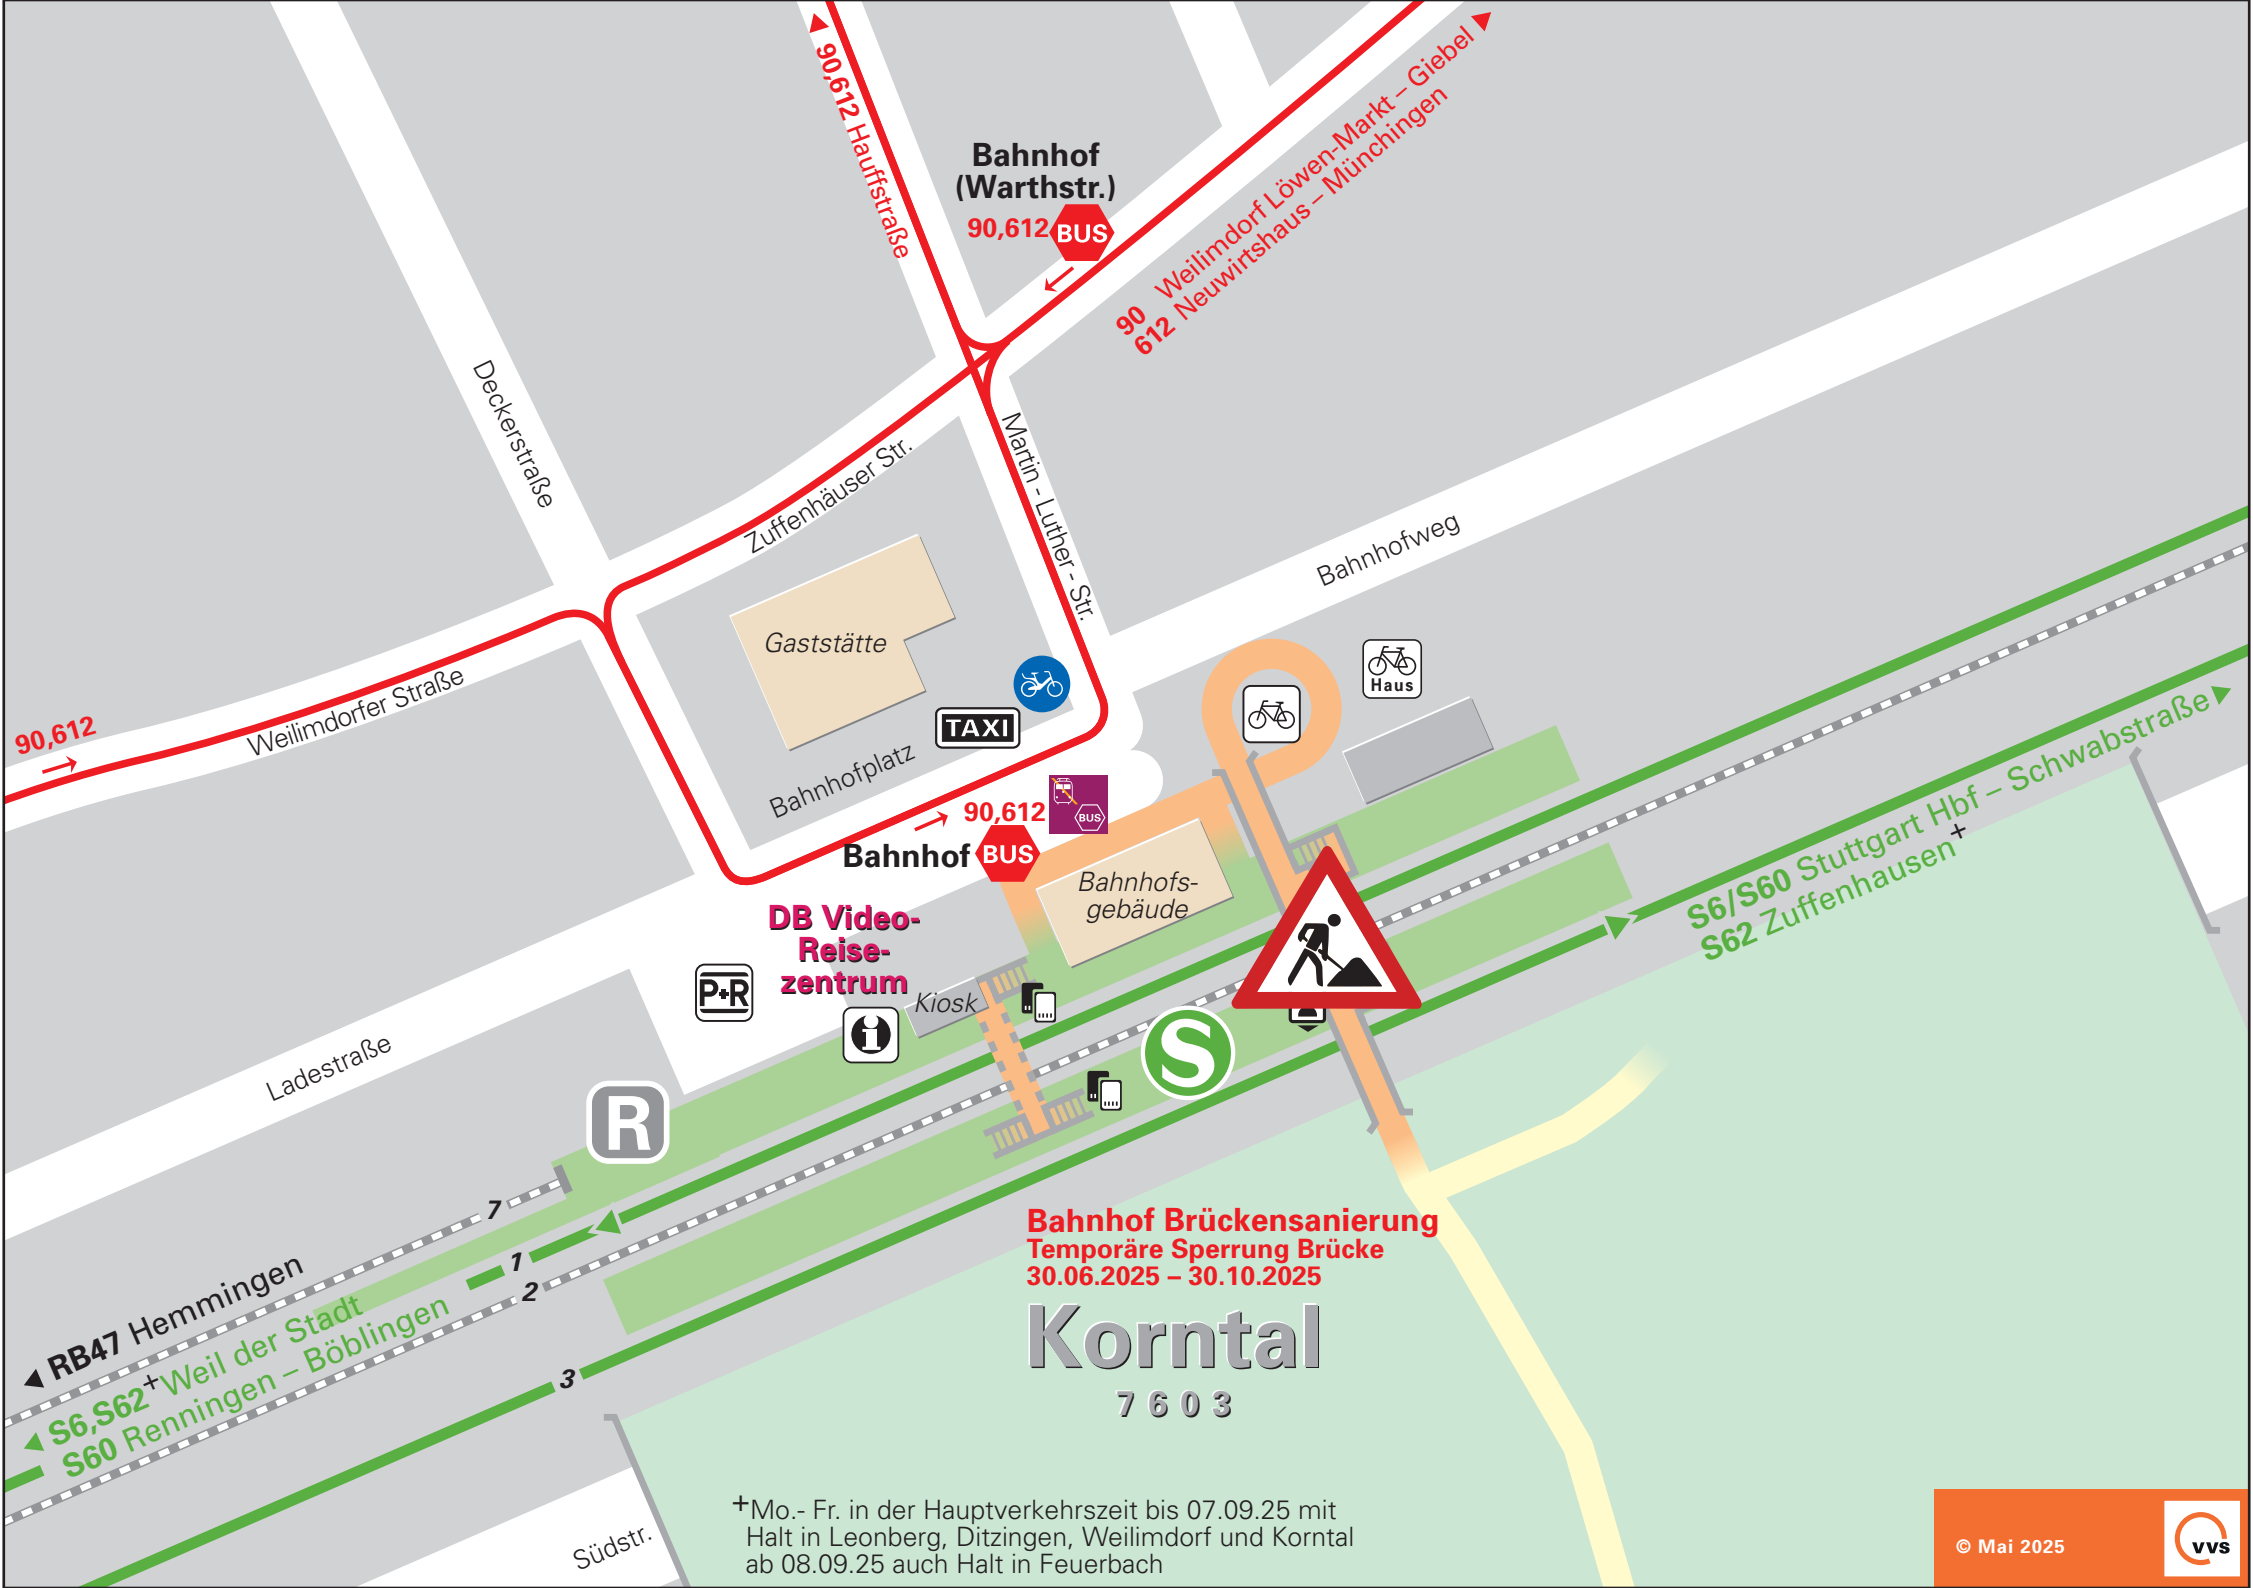 90,612 Hauffstraße
Bahnhof
(Warthstr.)
90,612 BUS
90 Weilimdorf Löwen-Markt – Giebel
612 Neuwirtshaus – Münchingen
Deckerstraße
Zuffenhäuser Str.
Martin - Luther - Str.
Bahnhofweg
Gaststätte
Haus
TAXI
90,612
Weilimdorfer Straße
Bahnhofplatz
90,612
BUS
Bahnhof BUS
Bahnhofs-
gebäude
DB Video-
Reise-
zentrum
P+R
Kiosk
i
S
R
Ladestraße
S6/S60 Stuttgart Hbf – Schwabstraße
S62 Zuffenhausen+
7
1
2
3
RB47 Hemmingen
S6,S62+ Weil der Stadt
S60 Renningen – Böblingen
Bahnhof Brückensanierung
Temporäre Sperrung Brücke
30.06.2025 – 30.10.2025
Korntal
7603
Südstr.
+Mo.- Fr. in der Hauptverkehrszeit bis 07.09.25 mit
Halt in Leonberg, Ditzingen, Weilimdorf und Korntal
ab 08.09.25 auch Halt in Feuerbach
© Mai 2025
vvs